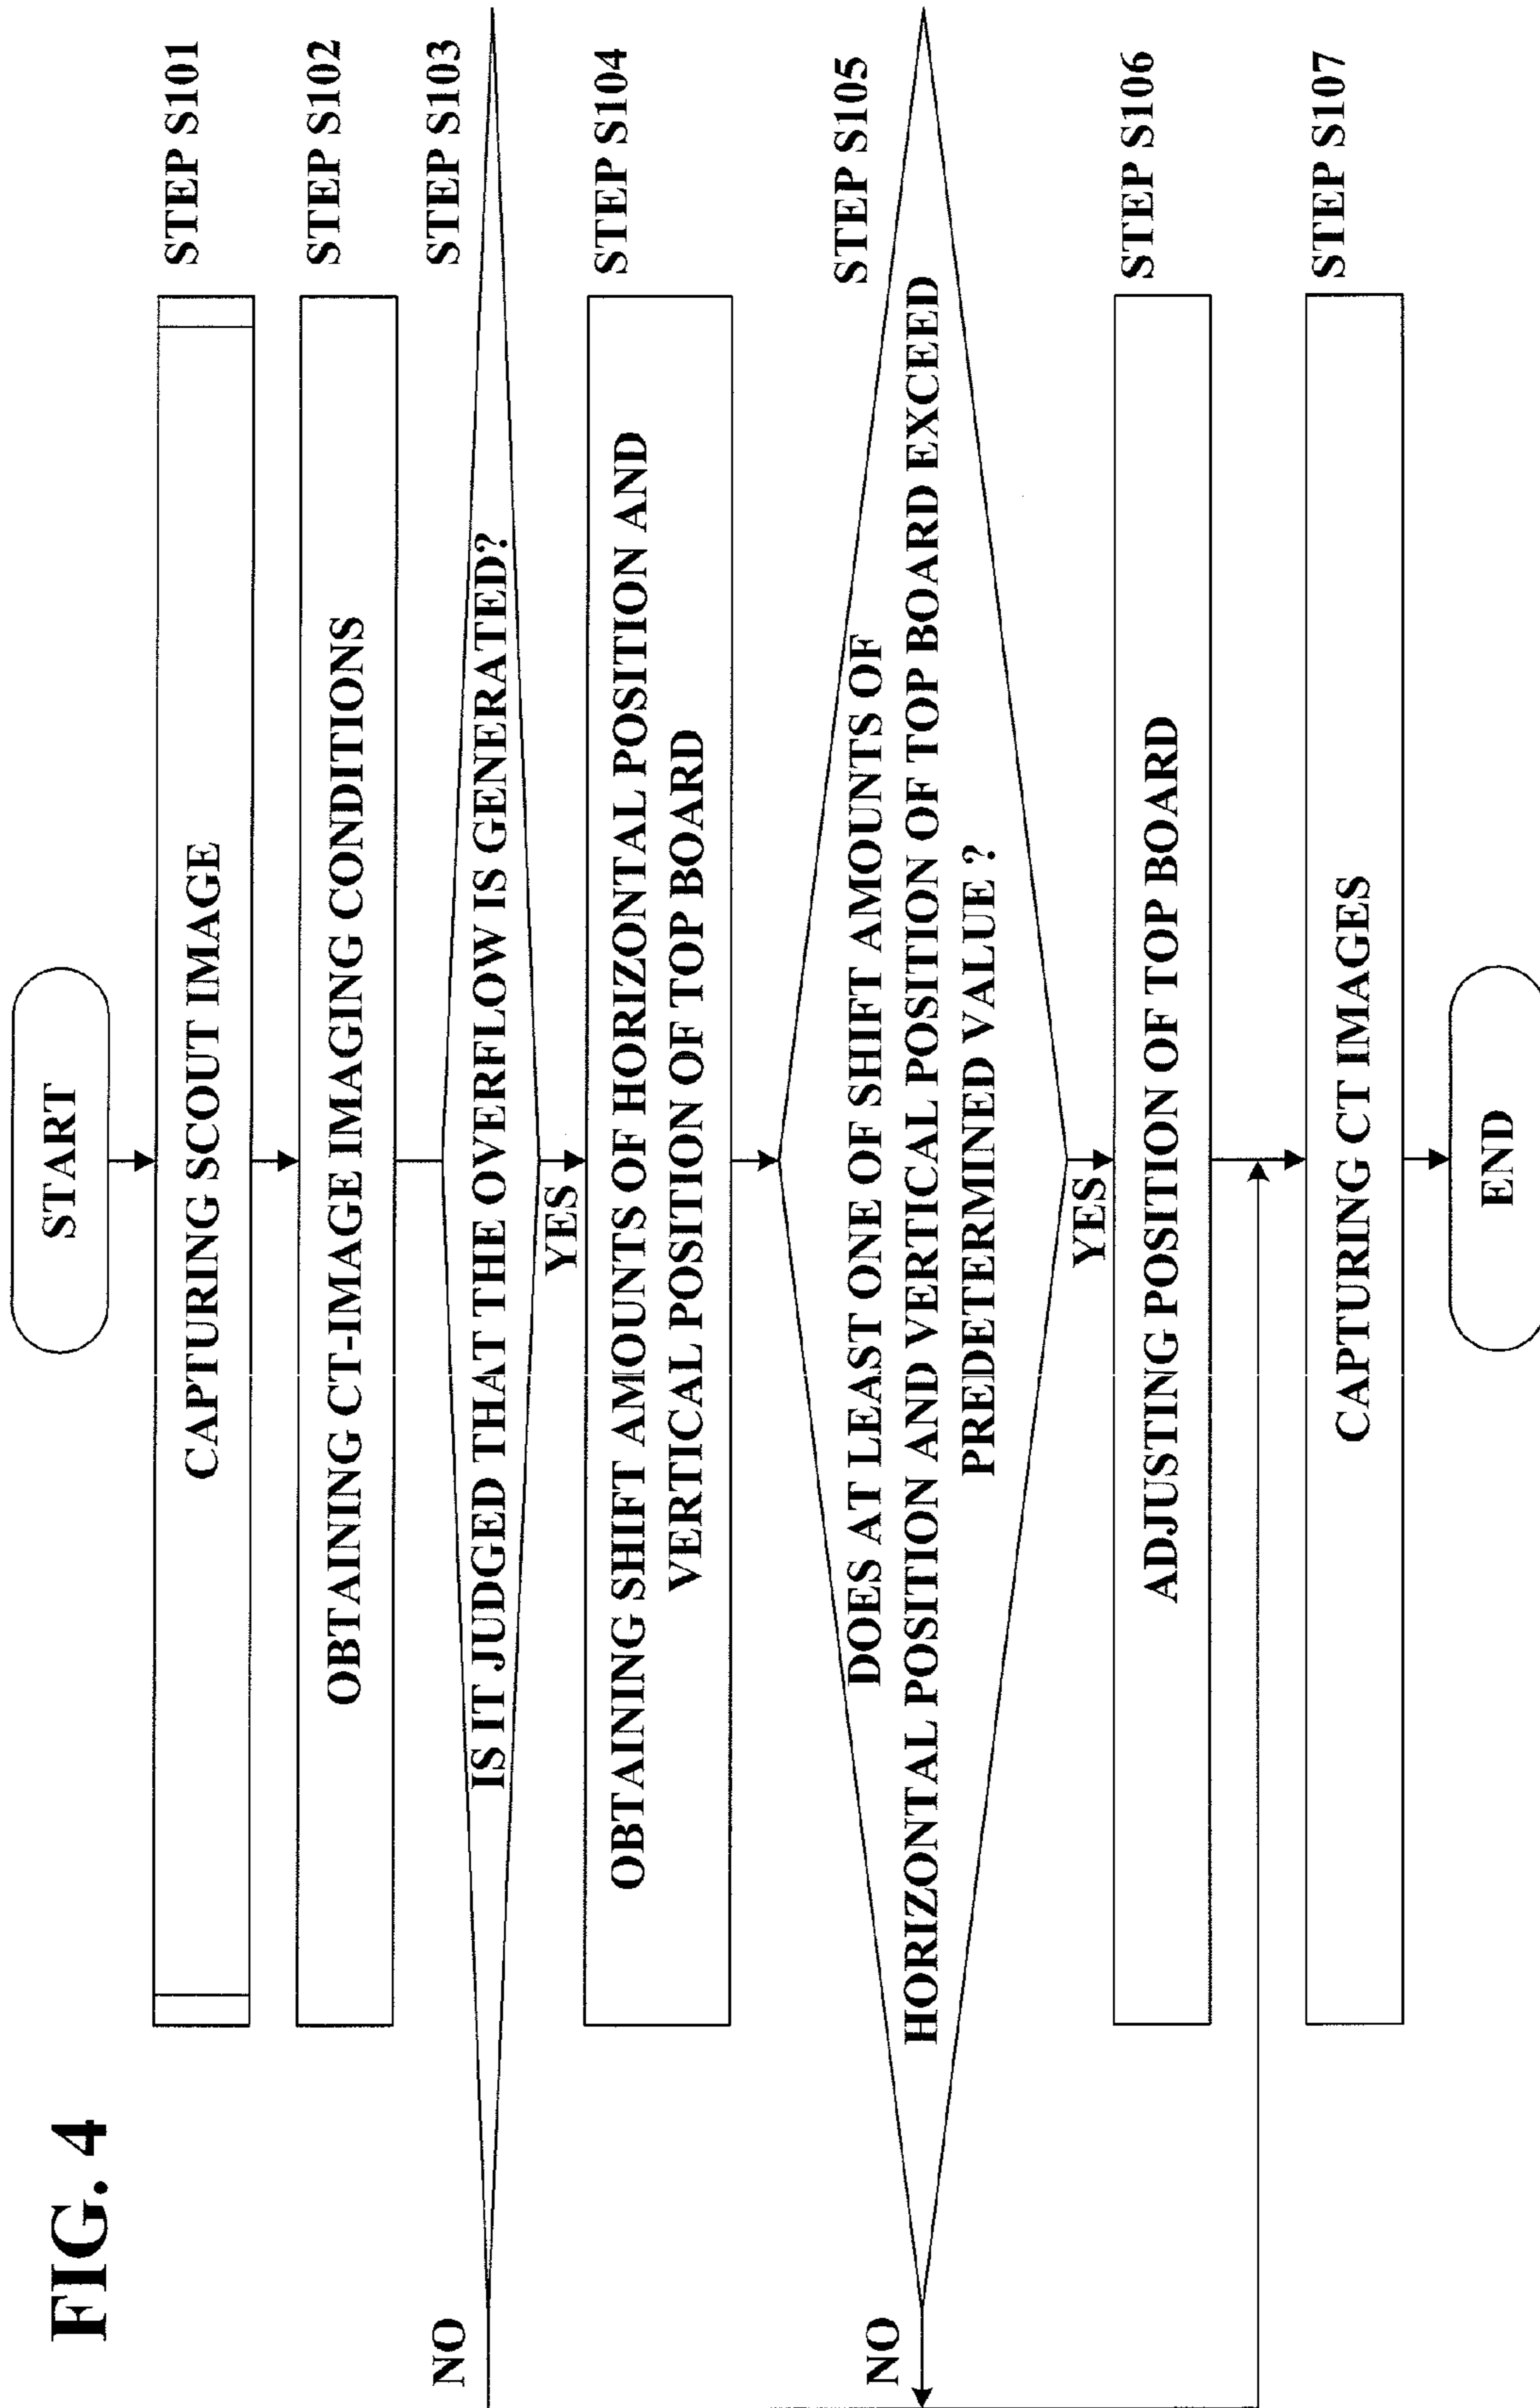 FIG. 4
START
CAPTURING SCOUT IMAGE
STEP S101
OBTAINING CT-IMAGE IMAGING CONDITIONS
STEP S102
IS IT JUDGED THAT THE OVERFLOW IS GENERATED?
STEP S103
NO
YES
OBTAINING SHIFT AMOUNTS OF HORIZONTAL POSITION AND
VERTICAL POSITION OF TOP BOARD
STEP S104
DOES AT LEAST ONE OF SHIFT AMOUNTS OF
HORIZONTAL POSITION AND VERTICAL POSITION OF TOP BOARD EXCEED
PREDETERMINED VALUE ?
STEP S105
NO
YES
ADJUSTING POSITION OF TOP BOARD
STEP S106
CAPTURING CT IMAGES
STEP S107
END